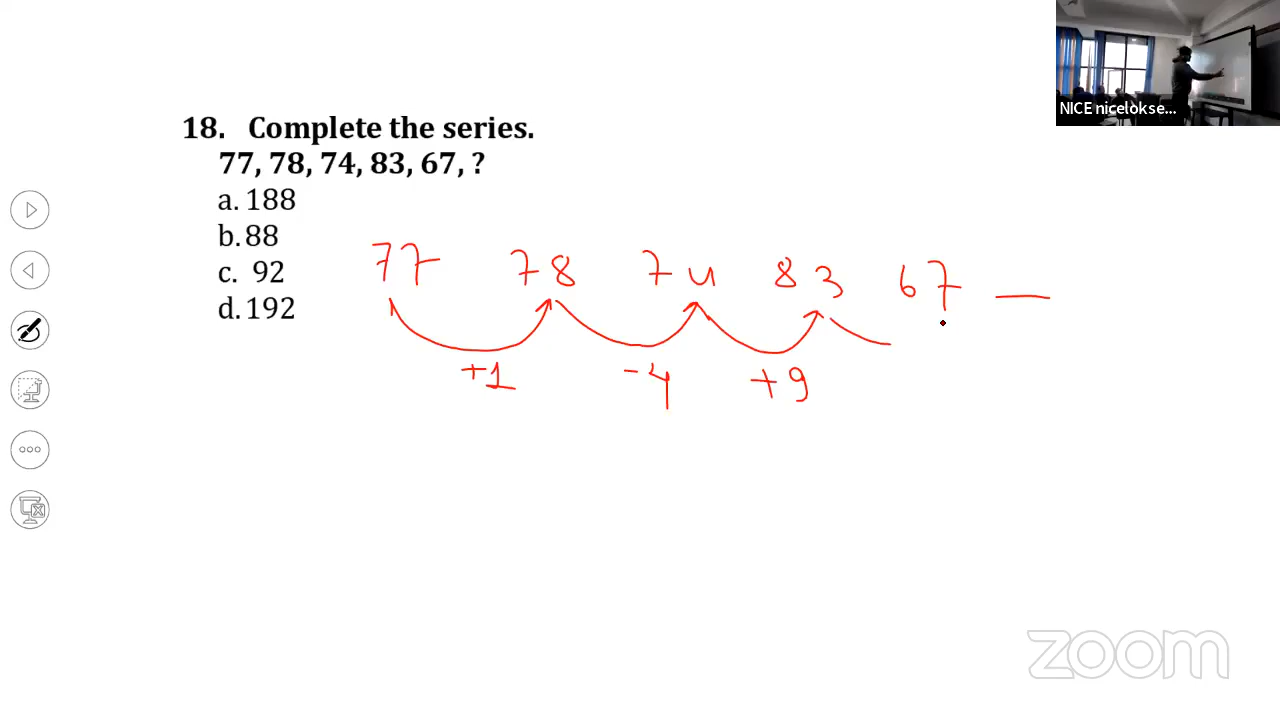 NICE nicelokse...
18. Complete the series.
77, 78, 74, 83, 67, ?
a. 188
b. 88
c. 92
d. 192
77 78 74 83 67 __
+1 -4 +9
zoom